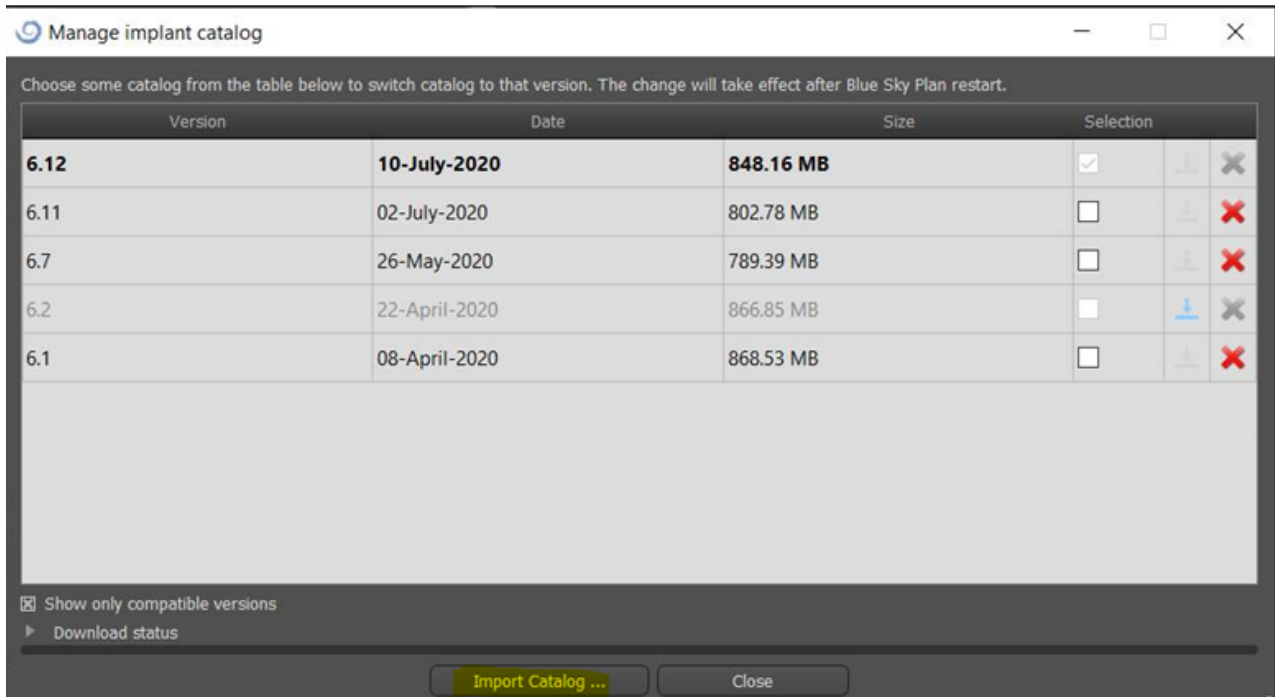 Manage implant catalog
Choose some catalog from the table below to switch catalog to that version. The change will take effect after Blue Sky Plan restart.
Version Date Size Selection
6.12 10-July-2020 848.16 MB
6.11 02-July-2020 802.78 MB
6.7 26-May-2020 789.39 MB
6.2 22-April-2020 866.85 MB
6.1 08-April-2020 868.53 MB
Show only compatible versions
Download status
Import Catalog ... Close